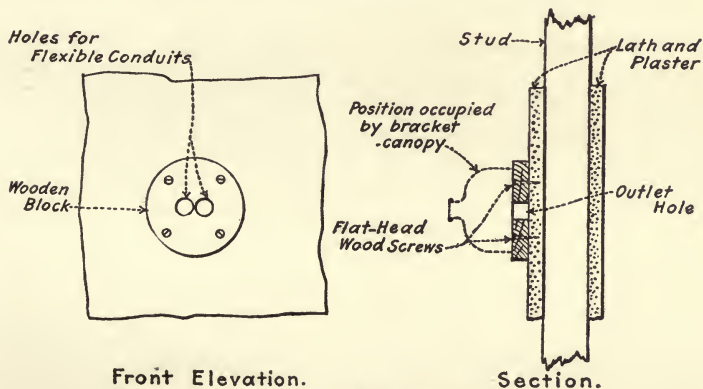 Holes for
Flexible Conduits
Wooden
Block
Front Elevation.
Stud
Lath and
Plaster
Position occupied
by bracket
canopy
Outlet
Hole
Flat-Head
Wood Screws
Section.